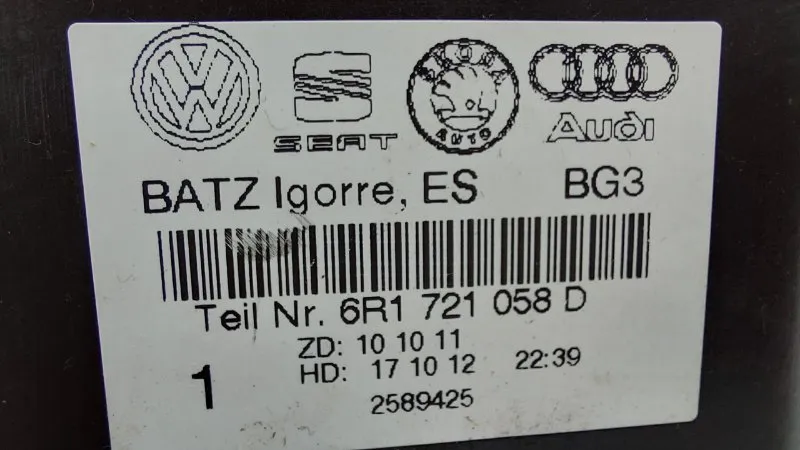 SEAT
SKODA
AUTO
Audi
BATZ Igorre, ES BG3
Teil Nr. 6R1 721 058 D
ZD: 10 10 11
1 HD: 17 10 12 22:39
2589425